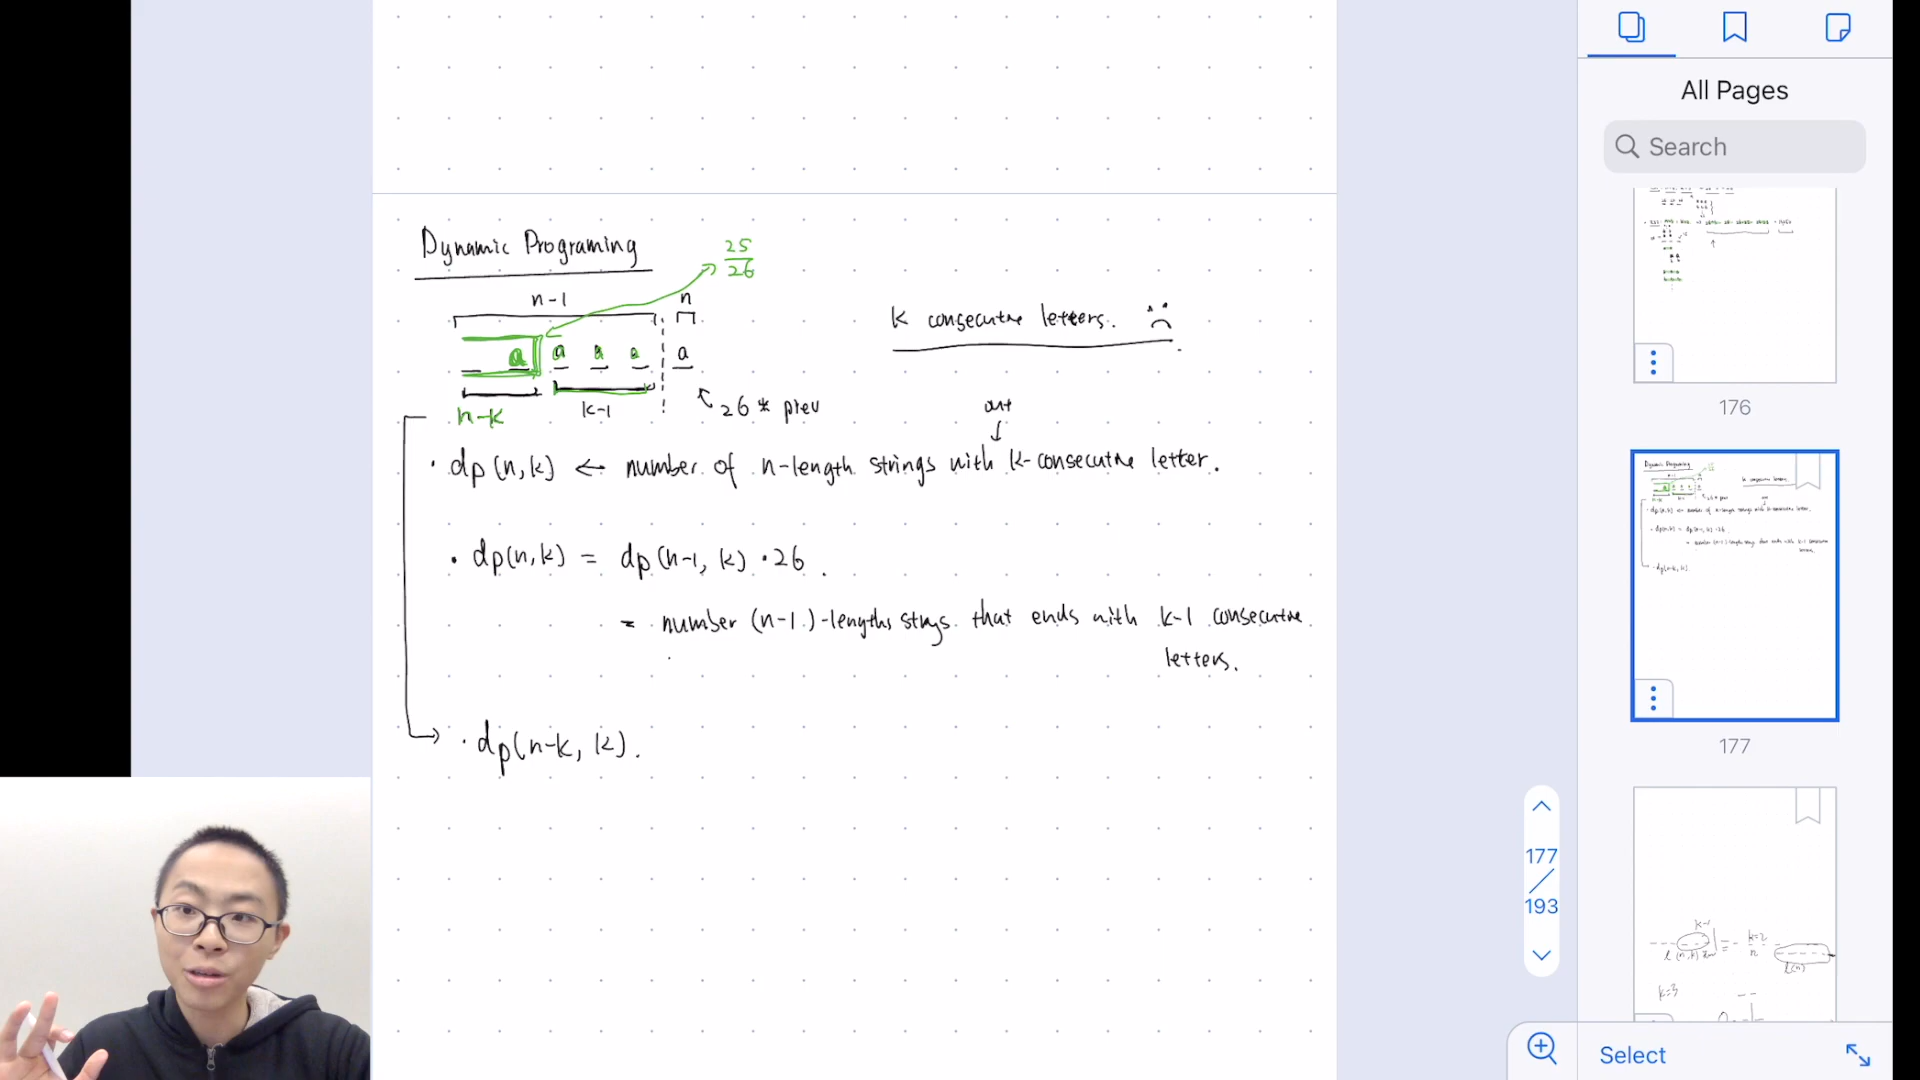 Dynamic Programing
25
26
n-1
n
a a a a a
n-k
k-1
26 * prev
K consecutive letters.
out
· dp(n,k) ← number of n-length strings with K-consecutive letter.
· dp(n,k) = dp(n-1, k) · 26
= number (n-1)-lengths strings that ends with k-1 consecutive
letters.
· dp(n-k, k).
All Pages
Search
176
177
177
193
Select